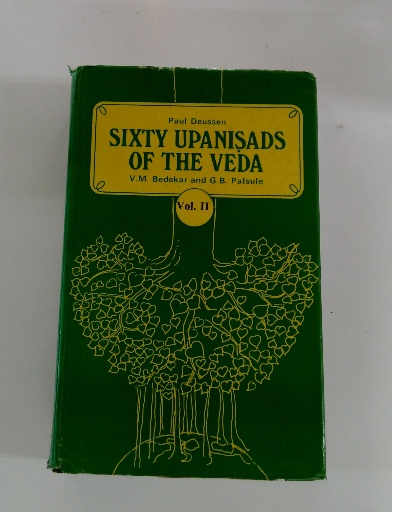 Paul Deussen
SIXTY UPANIṢADS
OF THE VEDA
V.M. Bedekar and G.B. Palsule
Vol. II